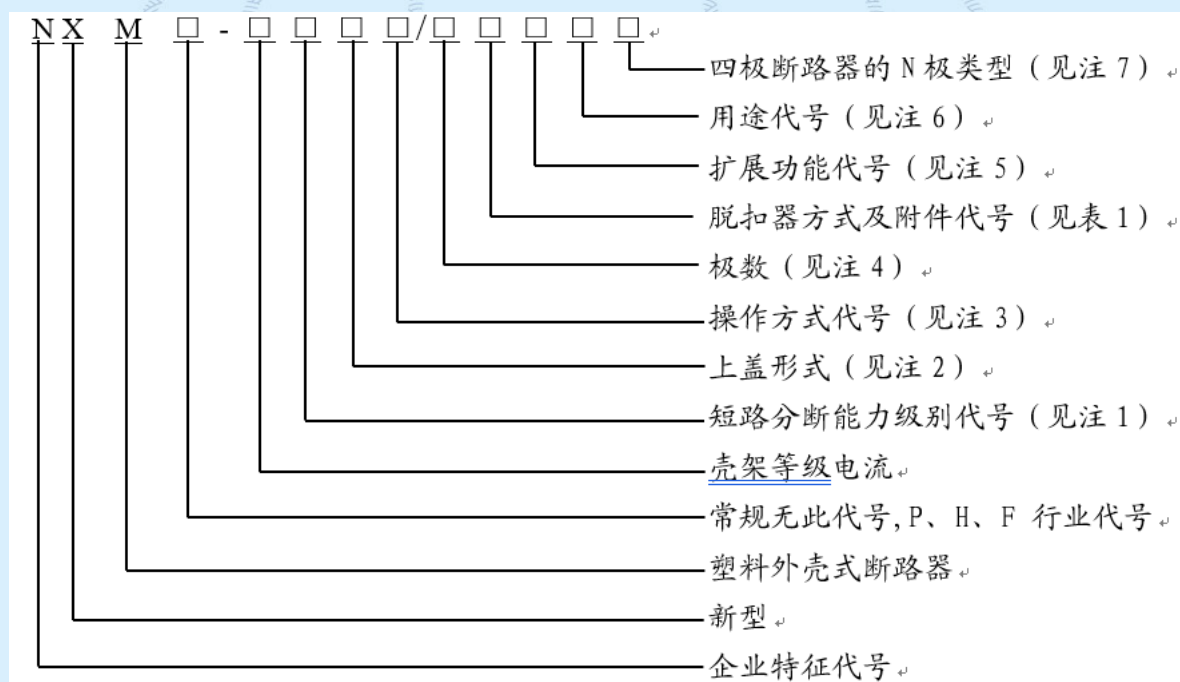 N X M □ - □ □ □ □/□ □ □ □ □
四极断路器的 N 极类型（见注 7）
用途代号（见注 6）
扩展功能代号（见注 5）
脱扣器方式及附件代号（见表 1）
极数（见注 4）
操作方式代号（见注 3）
上盖形式（见注 2）
短路分断能力级别代号（见注 1）
壳架等级电流
常规无此代号,P、H、F 行业代号
塑料外壳式断路器
新型
企业特征代号